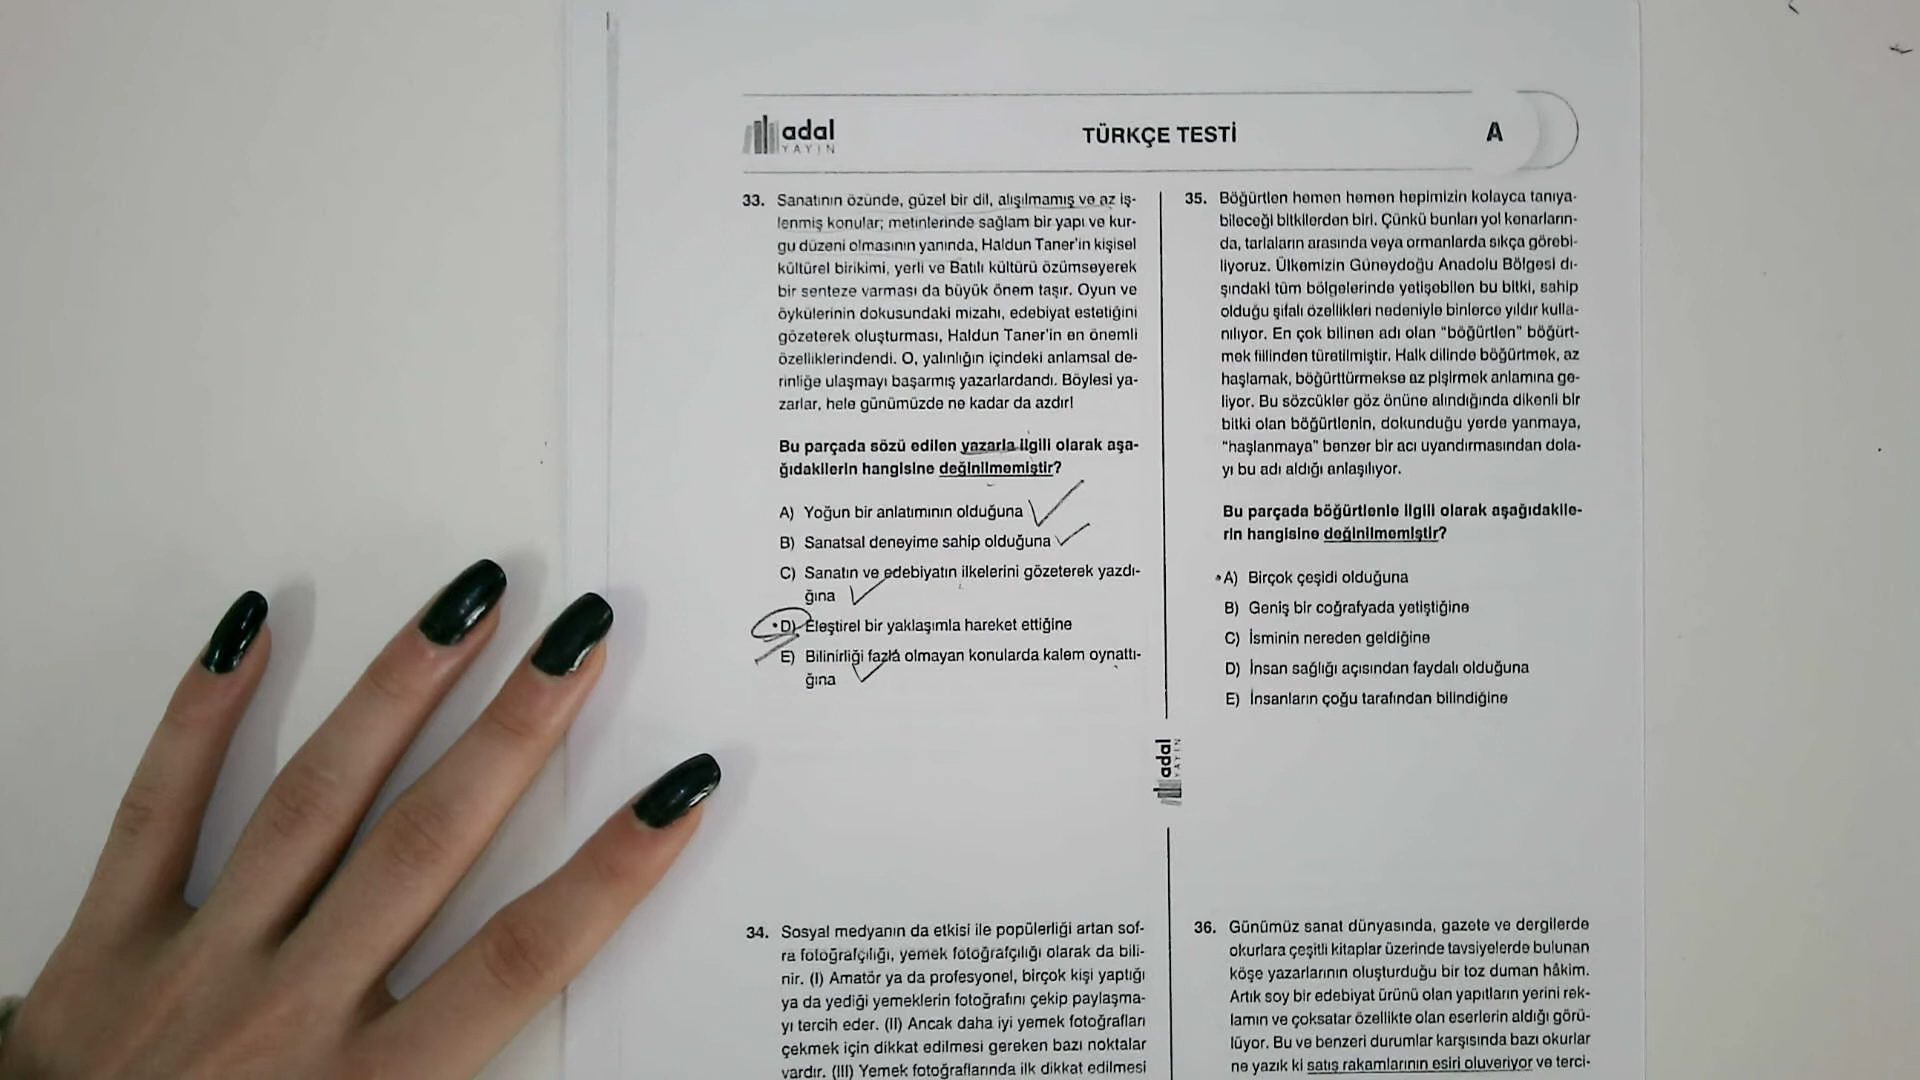 adal
YAYIN
TÜRKÇE TESTİ
A
33. Sanatının özünde, güzel bir dil, alışılmamış ve az iş-
lenmiş konular; metinlerinde sağlam bir yapı ve kur-
gu düzeni olmasının yanında, Haldun Taner'in kişisel
kültürel birikimi, yerli ve Batılı kültürü özümseyerek
bir senteze varması da büyük önem taşır. Oyun ve
öykülerinin dokusundaki mizahı, edebiyat estetiğini
gözeterek oluşturması, Haldun Taner'in en önemli
özelliklerindendi. O, yalınlığın içindeki anlamsal de-
rinliğe ulaşmayı başarmış yazarlardandı. Böylesi ya-
zarlar, hele günümüzde ne kadar da azdır!
Bu parçada sözü edilen yazarla ilgili olarak aşa-
ğıdakilerin hangisine değinilmemiştir?
A) Yoğun bir anlatımının olduğuna
B) Sanatsal deneyime sahip olduğuna
C) Sanatın ve edebiyatın ilkelerini gözeterek yazdı-
ğına
D) Eleştirel bir yaklaşımla hareket ettiğine
E) Bilinirliği fazla olmayan konularda kalem oynattı-
ğına
34. Sosyal medyanın da etkisi ile popülerliği artan sof-
ra fotoğrafçılığı, yemek fotoğrafçılığı olarak da bili-
nir. (I) Amatör ya da profesyonel, birçok kişi yaptığı
ya da yediği yemeklerin fotoğrafını çekip paylaşma-
yı tercih eder. (II) Ancak daha iyi yemek fotoğrafları
çekmek için dikkat edilmesi gereken bazı noktalar
vardır. (III) Yemek fotoğraflarında ilk dikkat edilmesi
adal
YAYIN
35. Böğürtlen hemen hemen hepimizin kolayca tanıya-
bileceği bitkilerden biri. Çünkü bunları yol kenarların-
da, tarlaların arasında veya ormanlarda sıkça görebi-
liyoruz. Ülkemizin Güneydoğu Anadolu Bölgesi dı-
şındaki tüm bölgelerinde yetişebilen bu bitki, sahip
olduğu şifalı özellikleri nedeniyle binlerce yıldır kulla-
nılıyor. En çok bilinen adı olan "böğürtlen" böğürt-
mek fiilinden türetilmiştir. Halk dilinde böğürtmek, az
haşlamak, böğürttürmekse az pişirmek anlamına ge-
liyor. Bu sözcükler göz önüne alındığında dikenli bir
bitki olan böğürtlenin, dokunduğu yerde yanmaya,
"haşlanmaya" benzer bir acı uyandırmasından dola-
yı bu adı aldığı anlaşılıyor.
Bu parçada böğürtlenle ilgili olarak aşağıdakile-
rin hangisine değinilmemiştir?
A) Birçok çeşidi olduğuna
B) Geniş bir coğrafyada yetiştiğine
C) İsminin nereden geldiğine
D) İnsan sağlığı açısından faydalı olduğuna
E) İnsanların çoğu tarafından bilindiğine
36. Günümüz sanat dünyasında, gazete ve dergilerde
okurlara çeşitli kitaplar üzerinde tavsiyelerde bulunan
köşe yazarlarının oluşturduğu bir toz duman hâkim.
Artık soy bir edebiyat ürünü olan yapıtların yerini rek-
lamın ve çoksatar özellikte olan eserlerin aldığı görü-
lüyor. Bu ve benzeri durumlar karşısında bazı okurlar
ne yazık ki satış rakamlarının esiri oluveriyor ve terci-